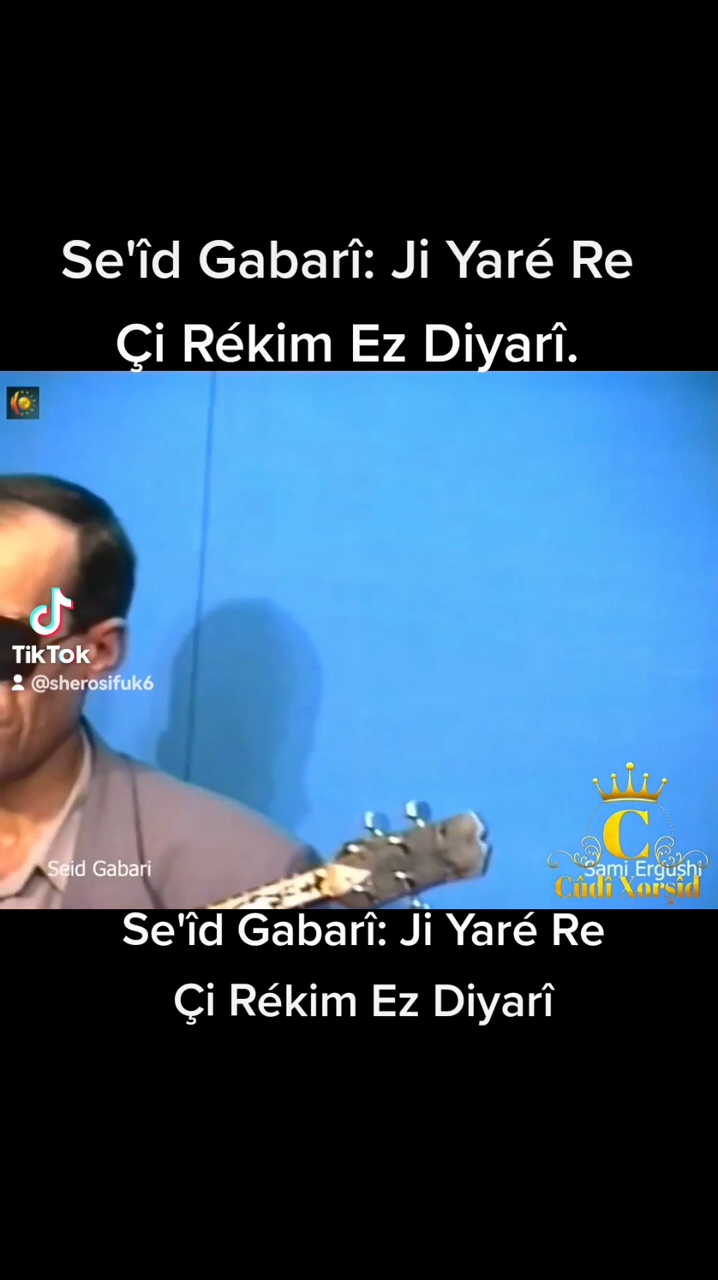 Se'îd Gabarî: Ji Yaré Re
Çi Rékim Ez Diyarî.
TikTok
@sherosifuk6
Seid Gabari
C
Sami Ergushi
Cûdî Xorşîd
Se'îd Gabarî: Ji Yaré Re
Çi Rékim Ez Diyarî